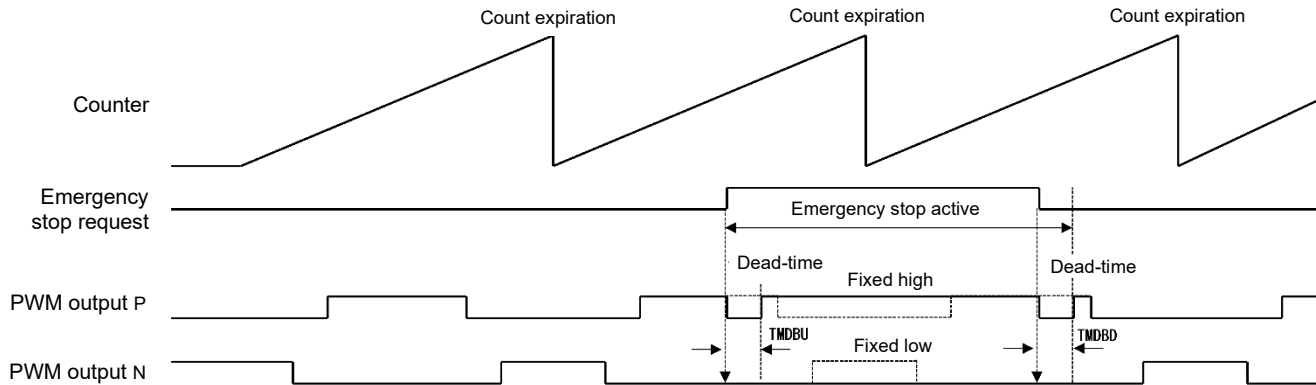 Count expiration
Count expiration
Count expiration
Counter
Emergency
stop request
Emergency stop active
Dead-time
Dead-time
Fixed high
PWM output P
TMDBU
TMDBD
Fixed low
PWM output N